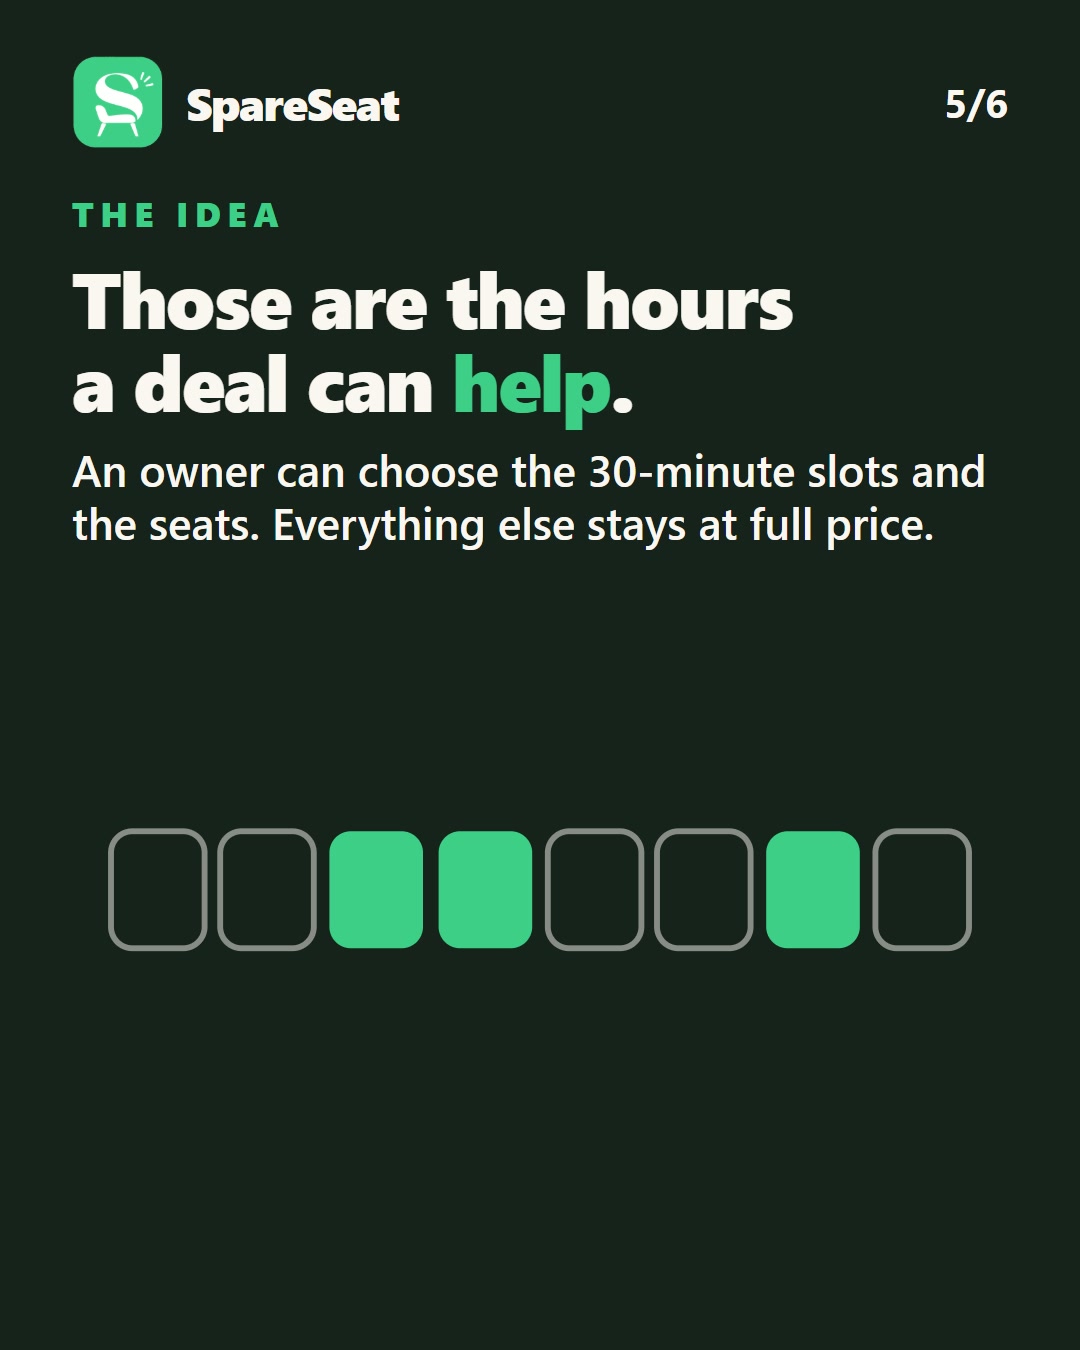 SpareSeat
5/6
THE IDEA
Those are the hours
a deal can help.
An owner can choose the 30-minute slots and
the seats. Everything else stays at full price.